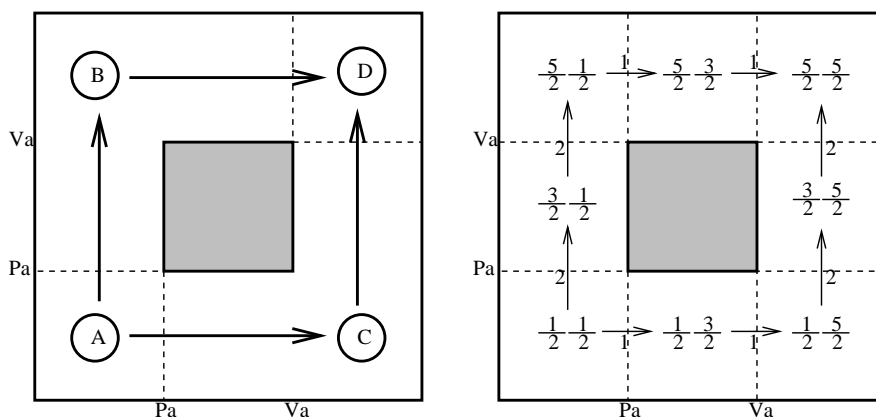 B D
Va
Pa
A C
Pa Va
5/2 1/2 1 5/2 3/2 1 5/2 5/2
Va
2 2
3/2 1/2 3/2 5/2
Pa
2 2
1/2 1/2 1 1/2 3/2 1 1/2 5/2
Pa Va